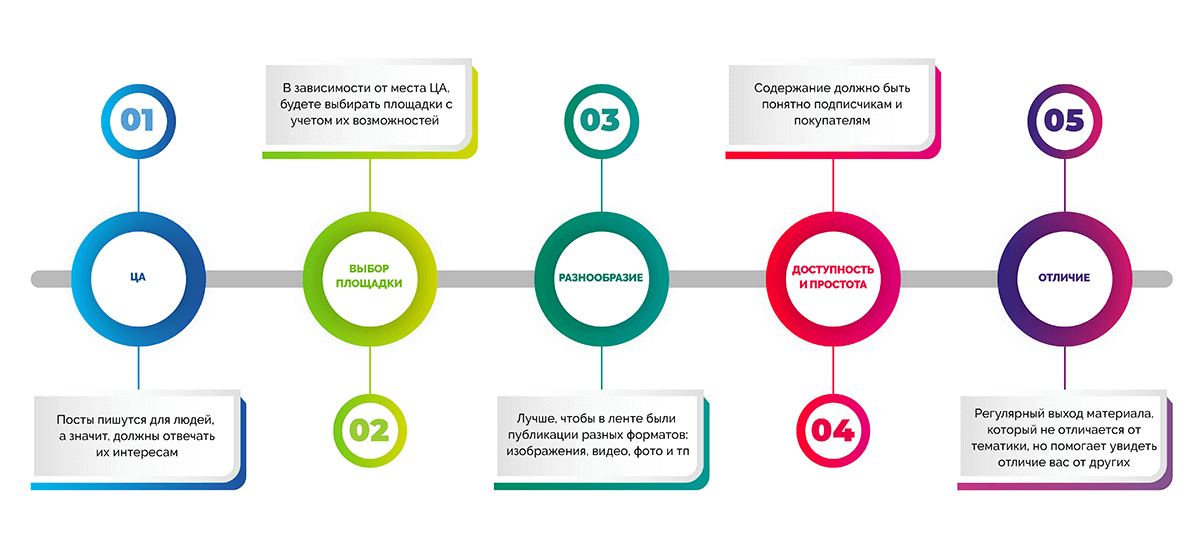 01
ЦА
Посты пишутся для людей,
а значит, должны отвечать
их интересам
В зависимости от места ЦА,
будете выбирать площадки с
учетом их возможностей
ВЫБОР
ПЛОЩАДКИ
02
03
РАЗНООБРАЗИЕ
Лучше, чтобы в ленте были
публикации разных форматов:
изображения, видео, фото и тп
Содержание должно быть
понятно подписчикам и
покупателям
ДОСТУПНОСТЬ
И ПРОСТОТА
04
05
ОТЛИЧИЕ
Регулярный выход материала,
который не отличается от
тематики, но помогает увидеть
отличие вас от других